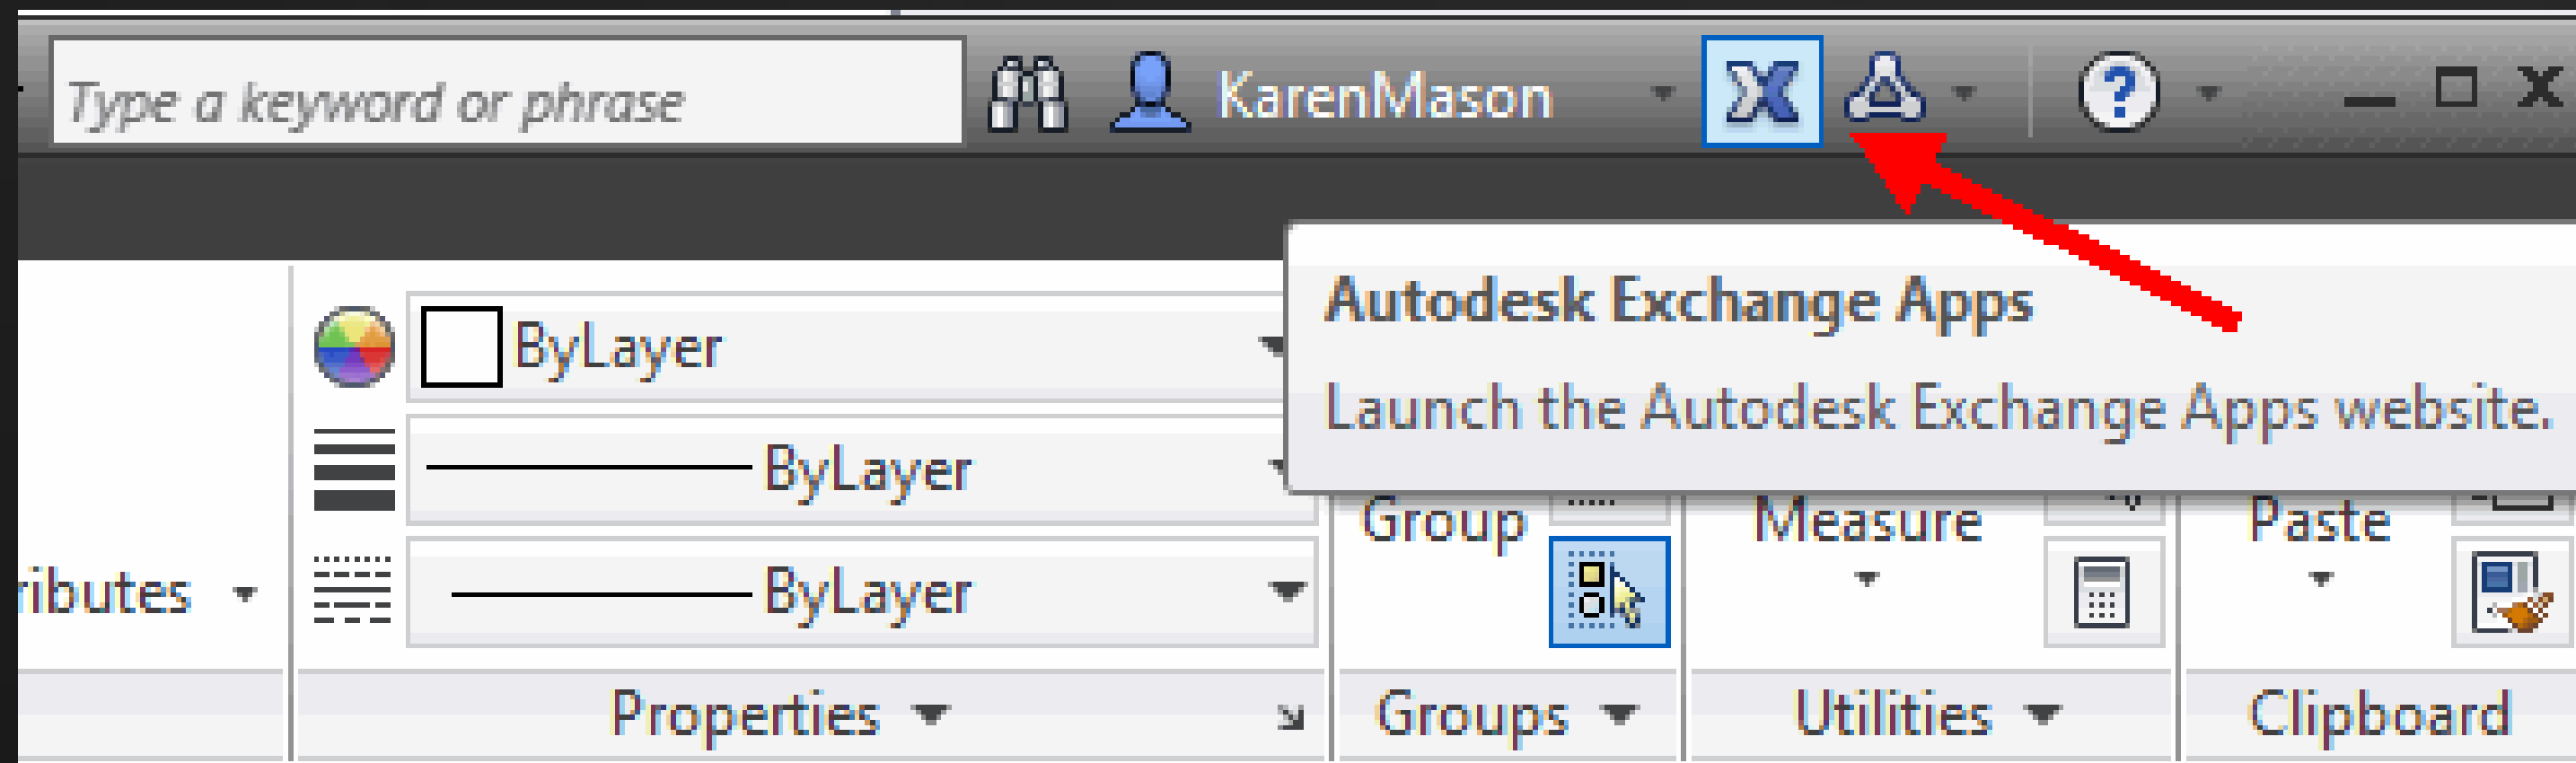 Type a keyword or phrase
KarenMason
Autodesk Exchange Apps
Launch the Autodesk Exchange Apps website.
ByLayer
ByLayer
ByLayer
ributes
Group
Measure
Paste
Properties
Groups
Utilities
Clipboard